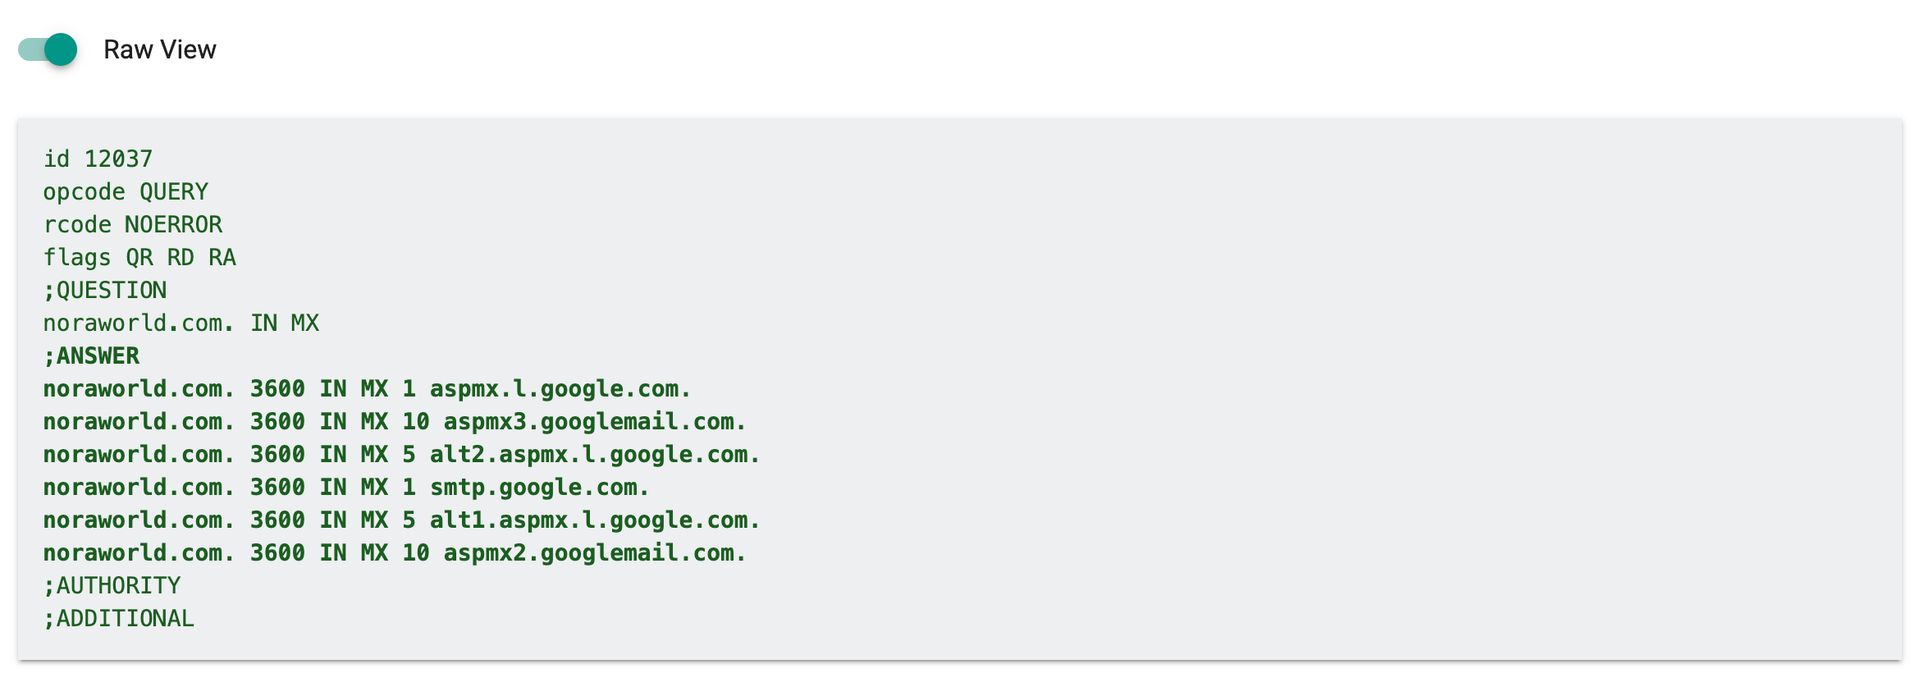 Raw View
id 12037
opcode QUERY
rcode NOERROR
flags QR RD RA
;QUESTION
noraworld.com. IN MX
;ANSWER
noraworld.com. 3600 IN MX 1 aspmx.l.google.com.
noraworld.com. 3600 IN MX 10 aspmx3.googlemail.com.
noraworld.com. 3600 IN MX 5 alt2.aspmx.l.google.com.
noraworld.com. 3600 IN MX 1 smtp.google.com.
noraworld.com. 3600 IN MX 5 alt1.aspmx.l.google.com.
noraworld.com. 3600 IN MX 10 aspmx2.googlemail.com.
;AUTHORITY
;ADDITIONAL